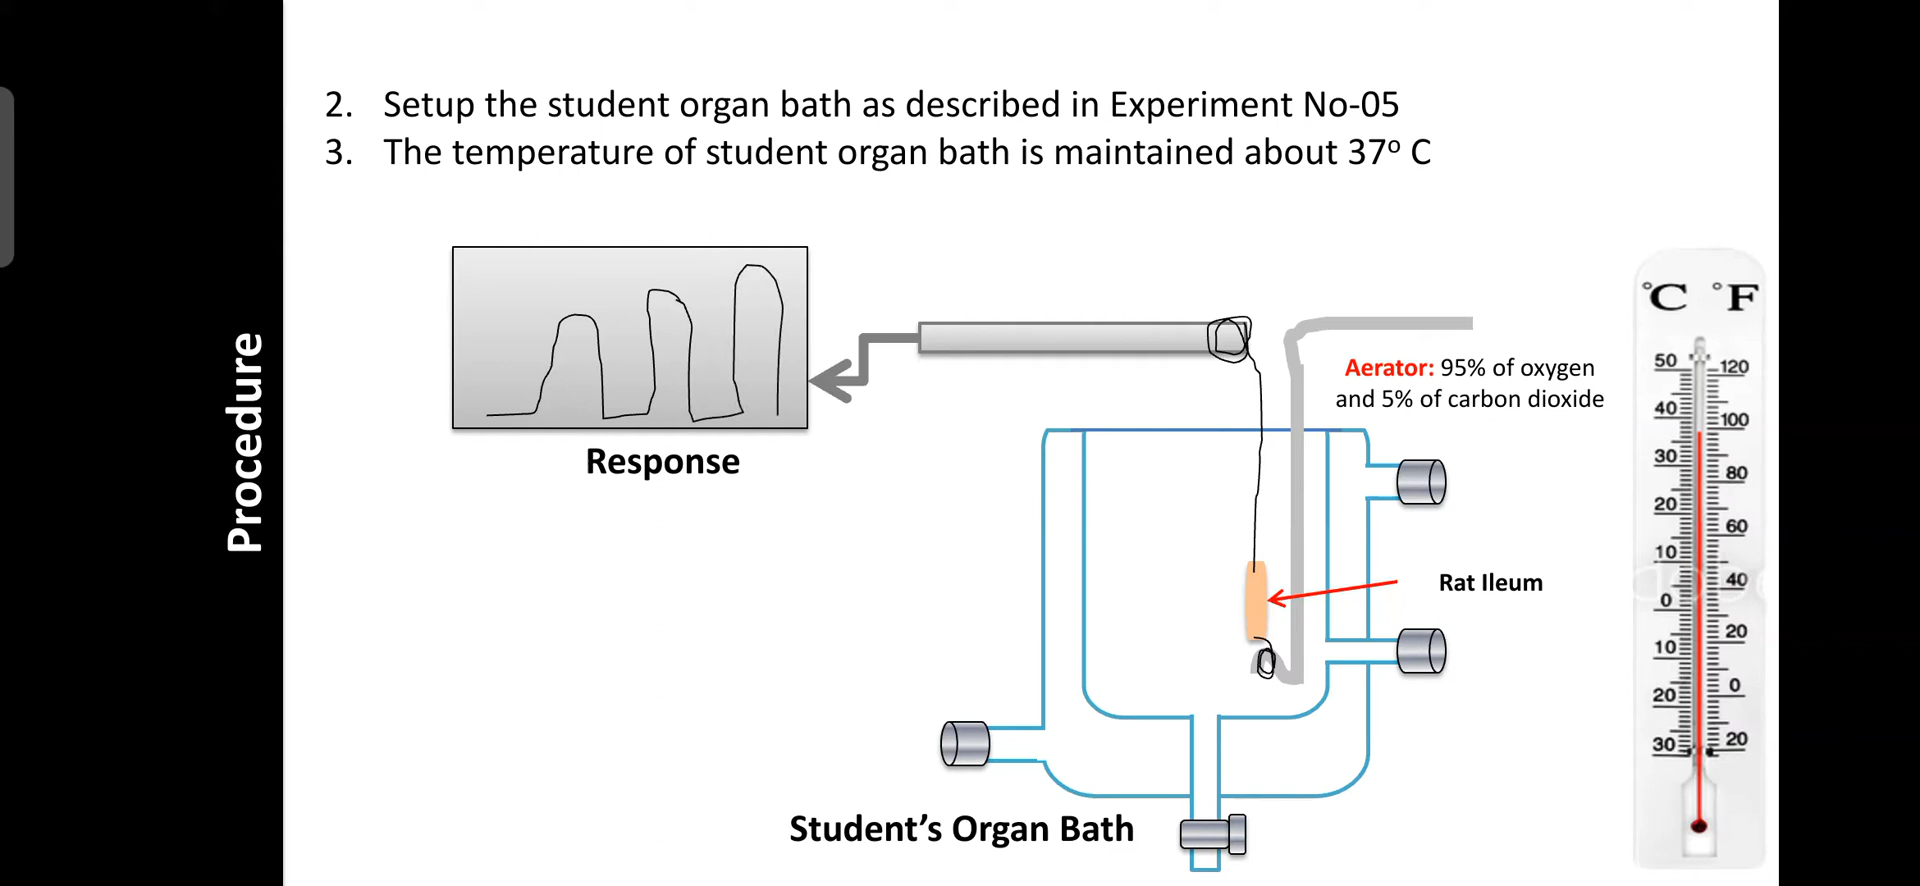 Procedure
2. Setup the student organ bath as described in Experiment No-05
3. The temperature of student organ bath is maintained about 37º C
Response
Aerator: 95% of oxygen
and 5% of carbon dioxide
Rat Ileum
Student’s Organ Bath
°C °F
50 120
40 100
30 80
20 60
10 40
0 20
10 0
20 20
30